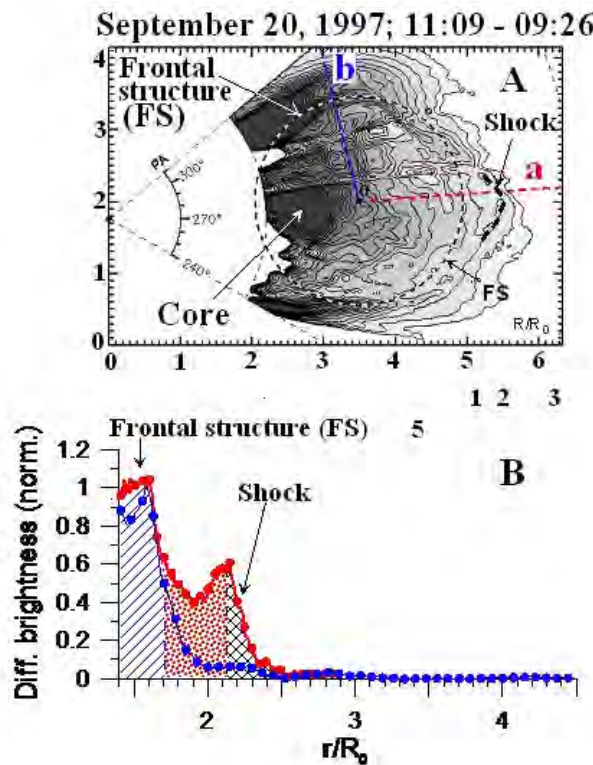 September 20, 1997; 11:09 - 09:26
4
3
2
1
0
Frontal
structure
(FS)
b
A
Shock
a
PA
300°
270°
240°
Core
FS
R/R₀
0 1 2 3 4 5 6
1 2 3
5
Frontal structure (FS)
B
Shock
Diff. brightness (norm.)
1.2
1
0.8
0.6
0.4
0.2
0
2 3 4
r/R₀